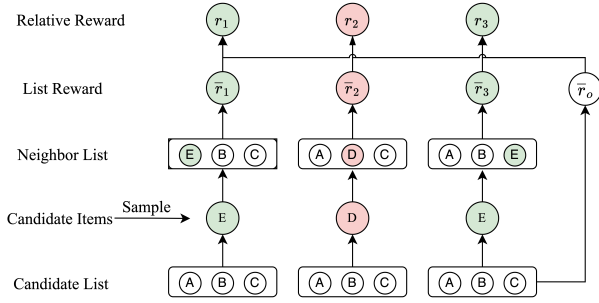 Relative Reward r₁ r₂ r₃
List Reward r̅₁ r̅₂ r̅₃ r̅ₒ
Neighbor List E B C A D C A B E
Sample
Candidate Items E D E
Candidate List A B C A B C A B C